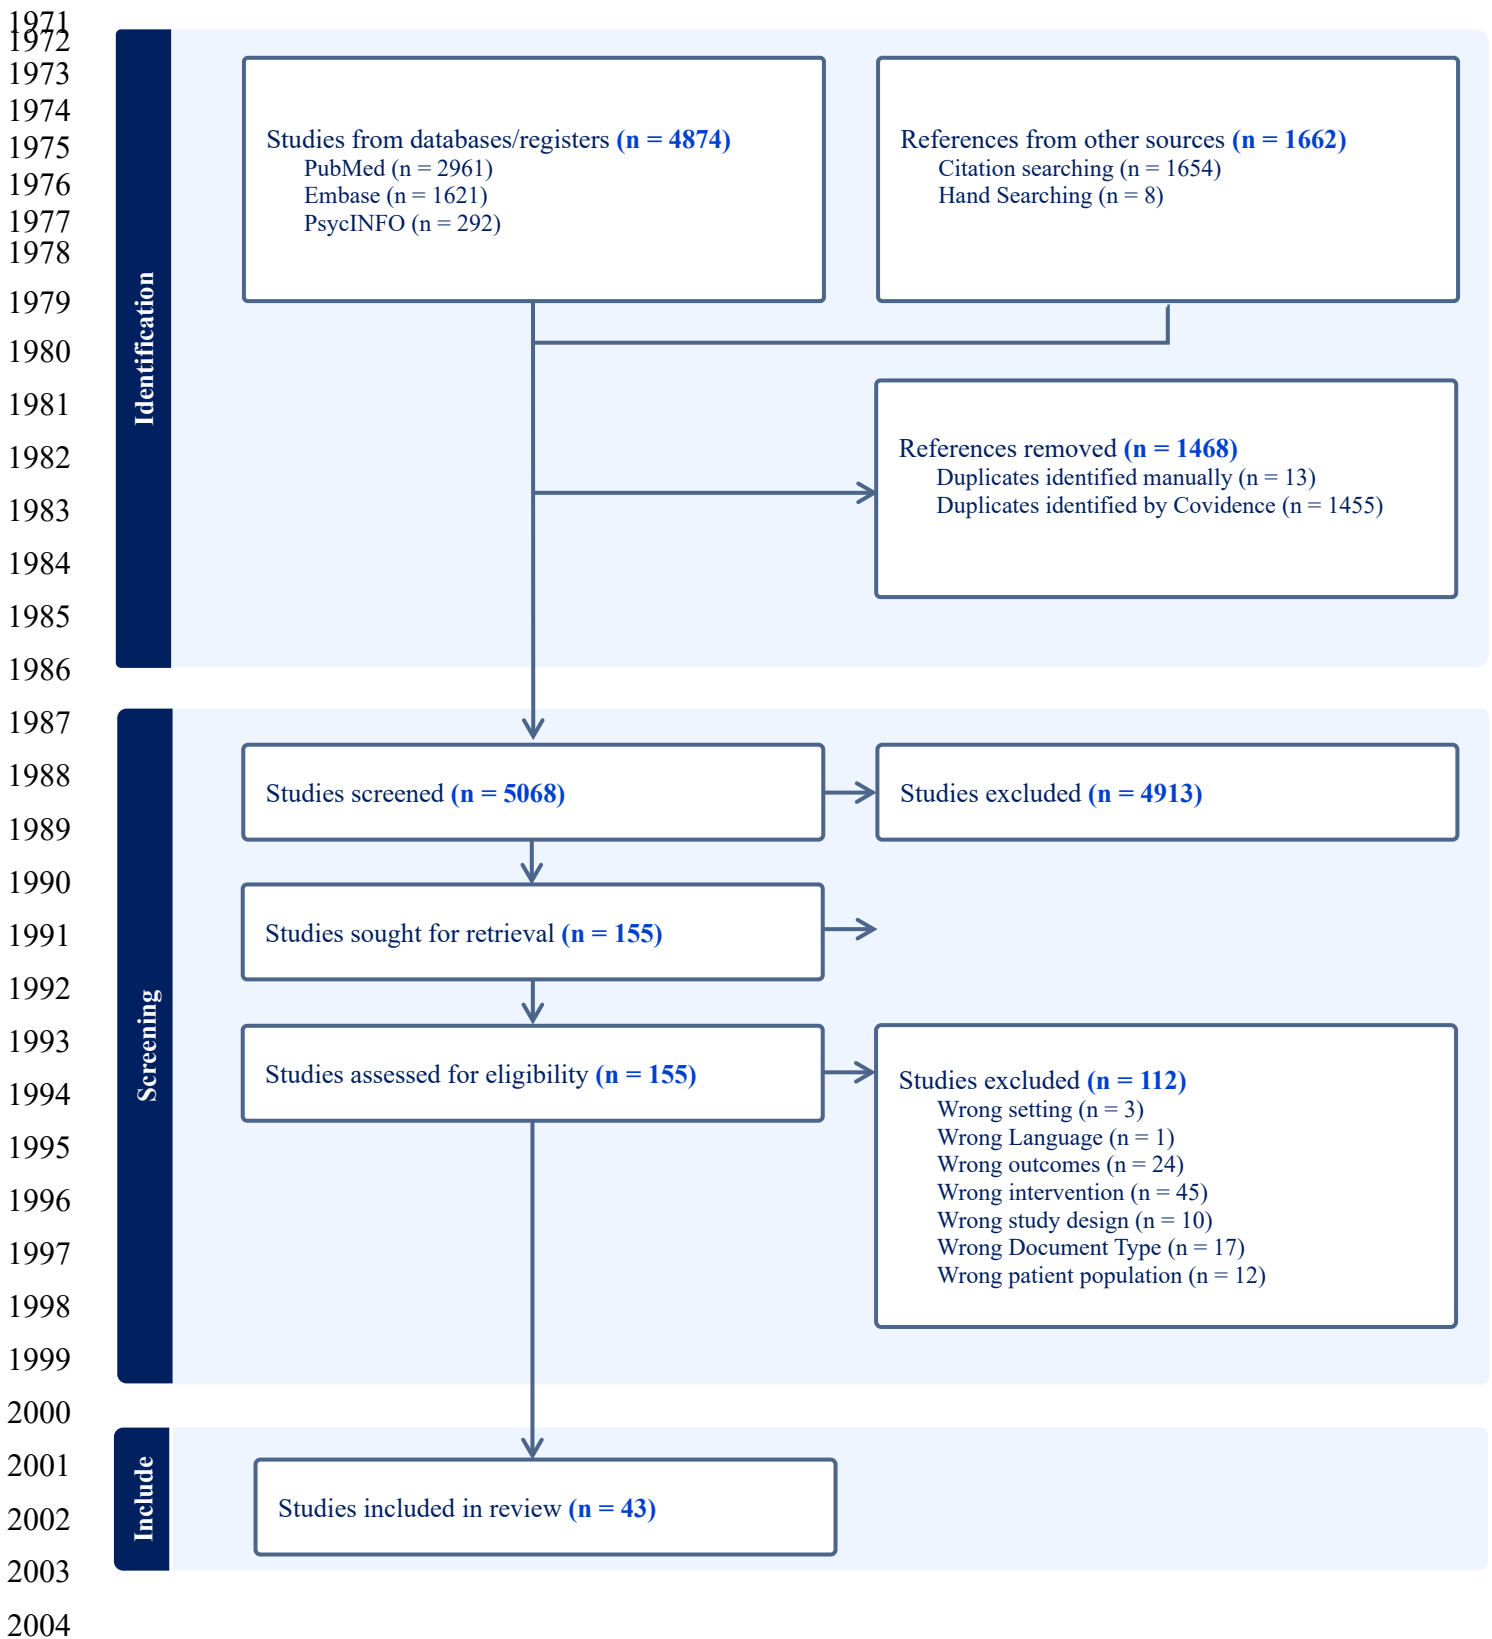 1971
1972
1973
1974
1975
1976
1977
1978
1979
1980
1981
1982
1983
1984
1985
1986
1987
1988
1989
1990
1991
1992
1993
1994
1995
1996
1997
1998
1999
2000
2001
2002
2003
2004
Identification
Studies from databases/registers (n = 4874)
PubMed (n = 2961)
Embase (n = 1621)
PsycINFO (n = 292)
References from other sources (n = 1662)
Citation searching (n = 1654)
Hand Searching (n = 8)
References removed (n = 1468)
Duplicates identified manually (n = 13)
Duplicates identified by Covidence (n = 1455)
Screening
Studies screened (n = 5068)
Studies excluded (n = 4913)
Studies sought for retrieval (n = 155)
Studies assessed for eligibility (n = 155)
Studies excluded (n = 112)
Wrong setting (n = 3)
Wrong Language (n = 1)
Wrong outcomes (n = 24)
Wrong intervention (n = 45)
Wrong study design (n = 10)
Wrong Document Type (n = 17)
Wrong patient population (n = 12)
Include
Studies included in review (n = 43)